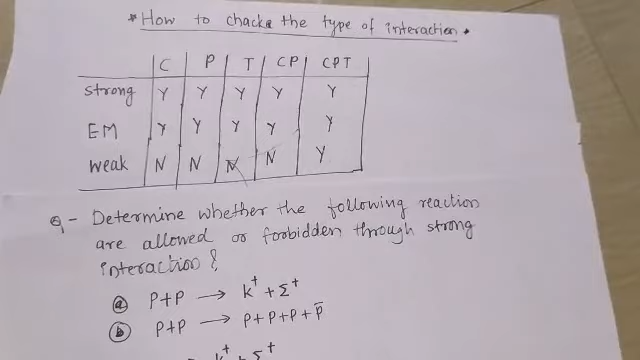 * How to chack the type of interaction *
C P T CP CPT
strong Y Y Y Y Y
EM Y Y Y Y Y
weak N N N N Y
Q - Determine whether the following reaction
are allowed or forbidden through strong
interaction?
(a) P+P → K⁺ + Σ⁺
(b) P+P → P+P+P+p̄
K⁺ + Σ⁺